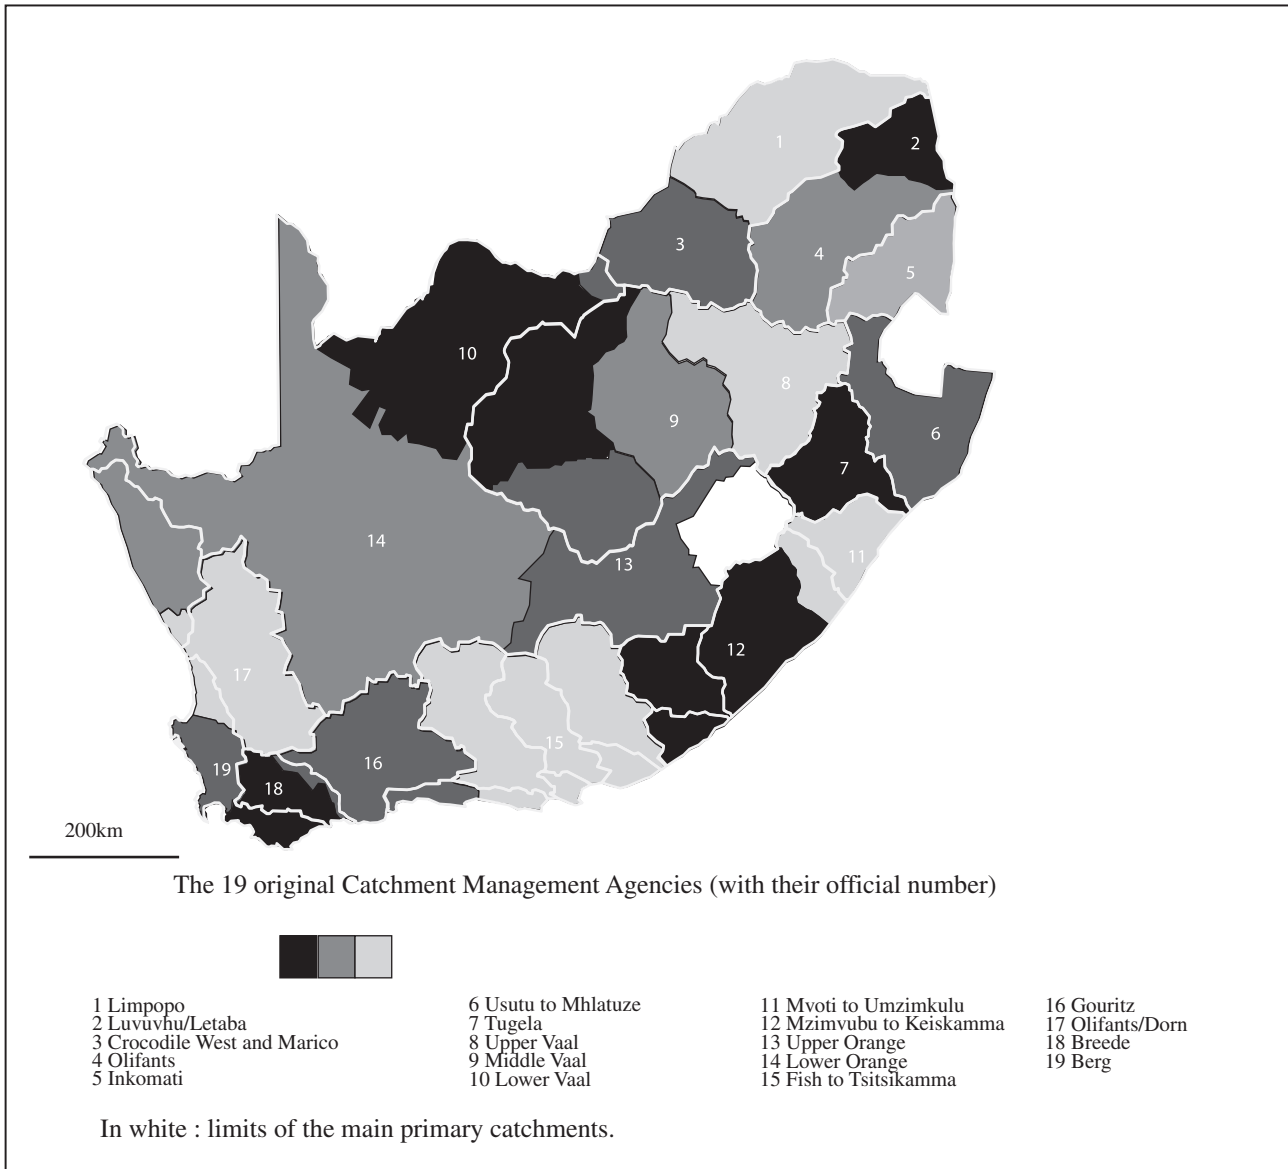 1
2
3
4
5
10
8
9
6
7
14
13
11
12
17
15
16
19
18
200km
The 19 original Catchment Management Agencies (with their official number)
1 Limpopo
2 Luvuvhu/Letaba
3 Crocodile West and Marico
4 Olifants
5 Inkomati
6 Usutu to Mhlatuze
7 Tugela
8 Upper Vaal
9 Middle Vaal
10 Lower Vaal
11 Mvoti to Umzimkulu
12 Mzimvubu to Keiskamma
13 Upper Orange
14 Lower Orange
15 Fish to Tsitsikamma
16 Gouritz
17 Olifants/Dorn
18 Breede
19 Berg
In white : limits of the main primary catchments.